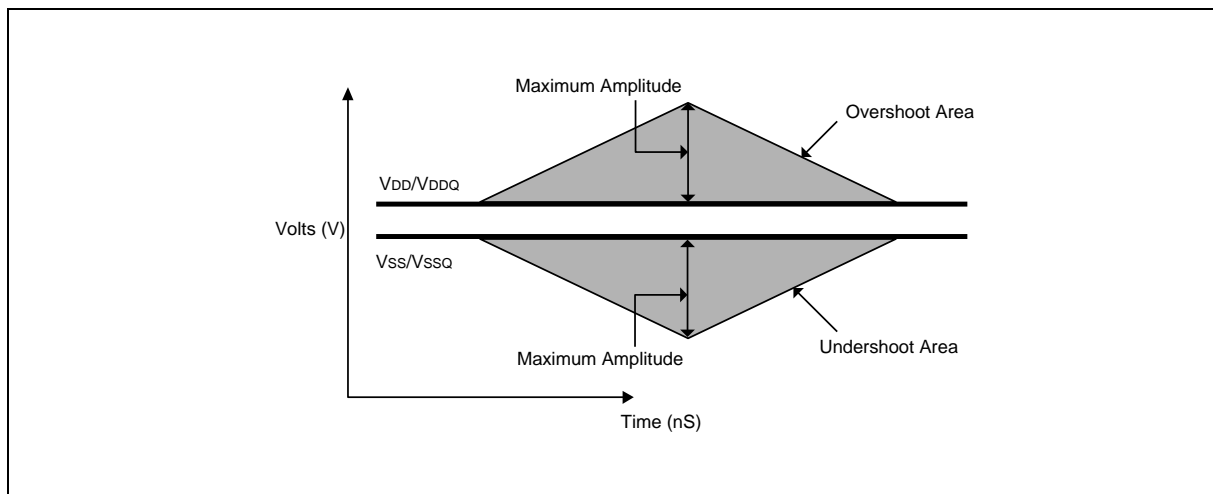 Maximum Amplitude
Overshoot Area
VDD/VDDQ
Volts (V)
VSS/VSSQ
Maximum Amplitude
Undershoot Area
Time (nS)